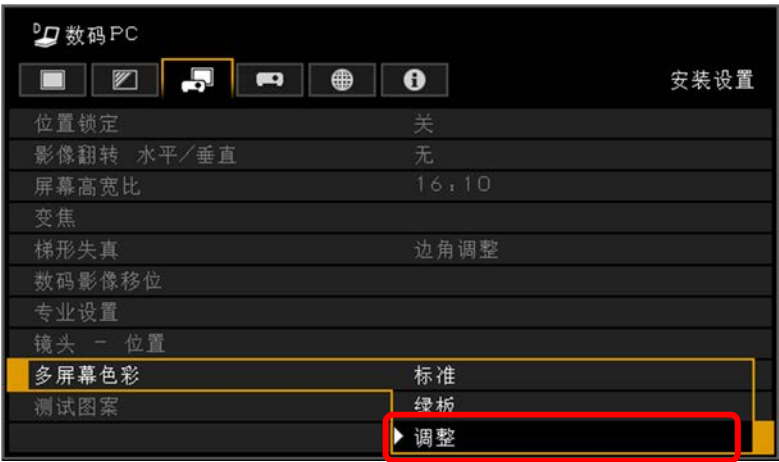 D 数码PC
安装设置
位置锁定 关
影像翻转 水平／垂直 无
屏幕高宽比 16:10
变焦
梯形失真 边角调整
数码影像移位
专业设置
镜头 － 位置
多屏幕色彩 标准
测试图案 绿板
调整